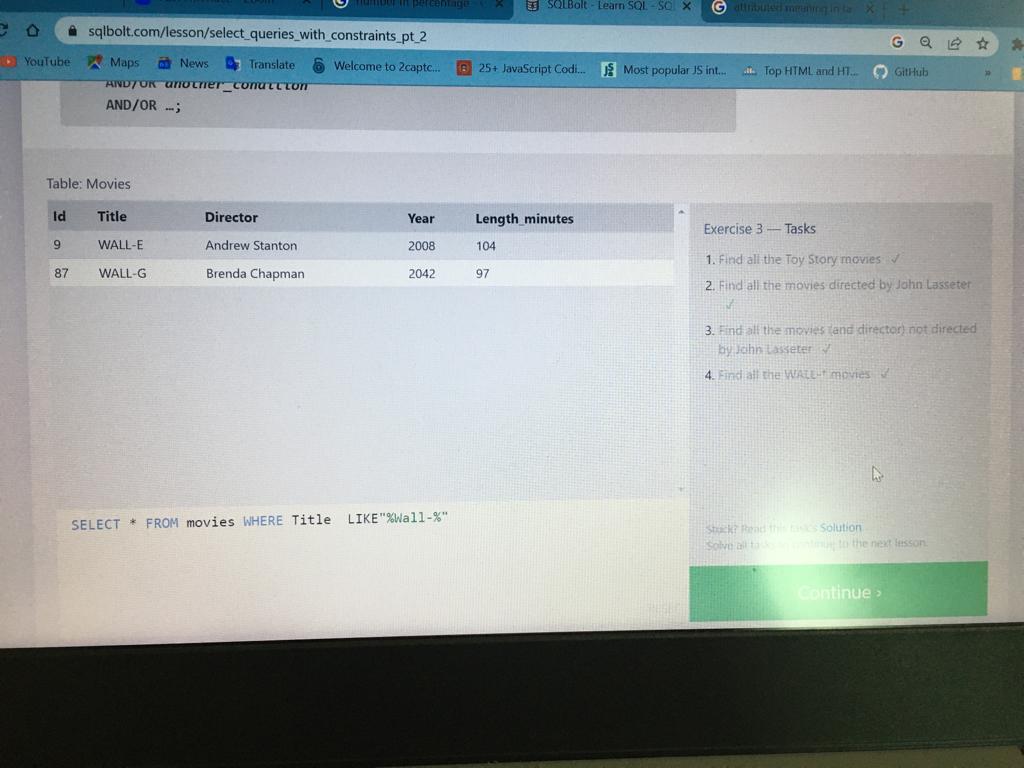 number in percentage -
SQLBolt - Learn SQL - SQ
attributed meaning in ta
sqlbolt.com/lesson/select_queries_with_constraints_pt_2
YouTube Maps News Translate Welcome to 2captc... 25+ JavaScript Codi... Most popular JS int... Top HTML and HT... GitHub »
AND/OR another_condition
AND/OR …;
Table: Movies
Id Title Director Year Length_minutes
9 WALL-E Andrew Stanton 2008 104
87 WALL-G Brenda Chapman 2042 97
SELECT * FROM movies WHERE Title LIKE"%Wall-%"
Exercise 3 — Tasks
1. Find all the Toy Story movies ✓
2. Find all the movies directed by John Lasseter
✓
3. Find all the movies (and director) not directed
by John Lasseter ✓
4. Find all the WALL-* movies ✓
Stuck? Read this task's Solution
Solve all tasks to continue to the next lesson.
Continue ›